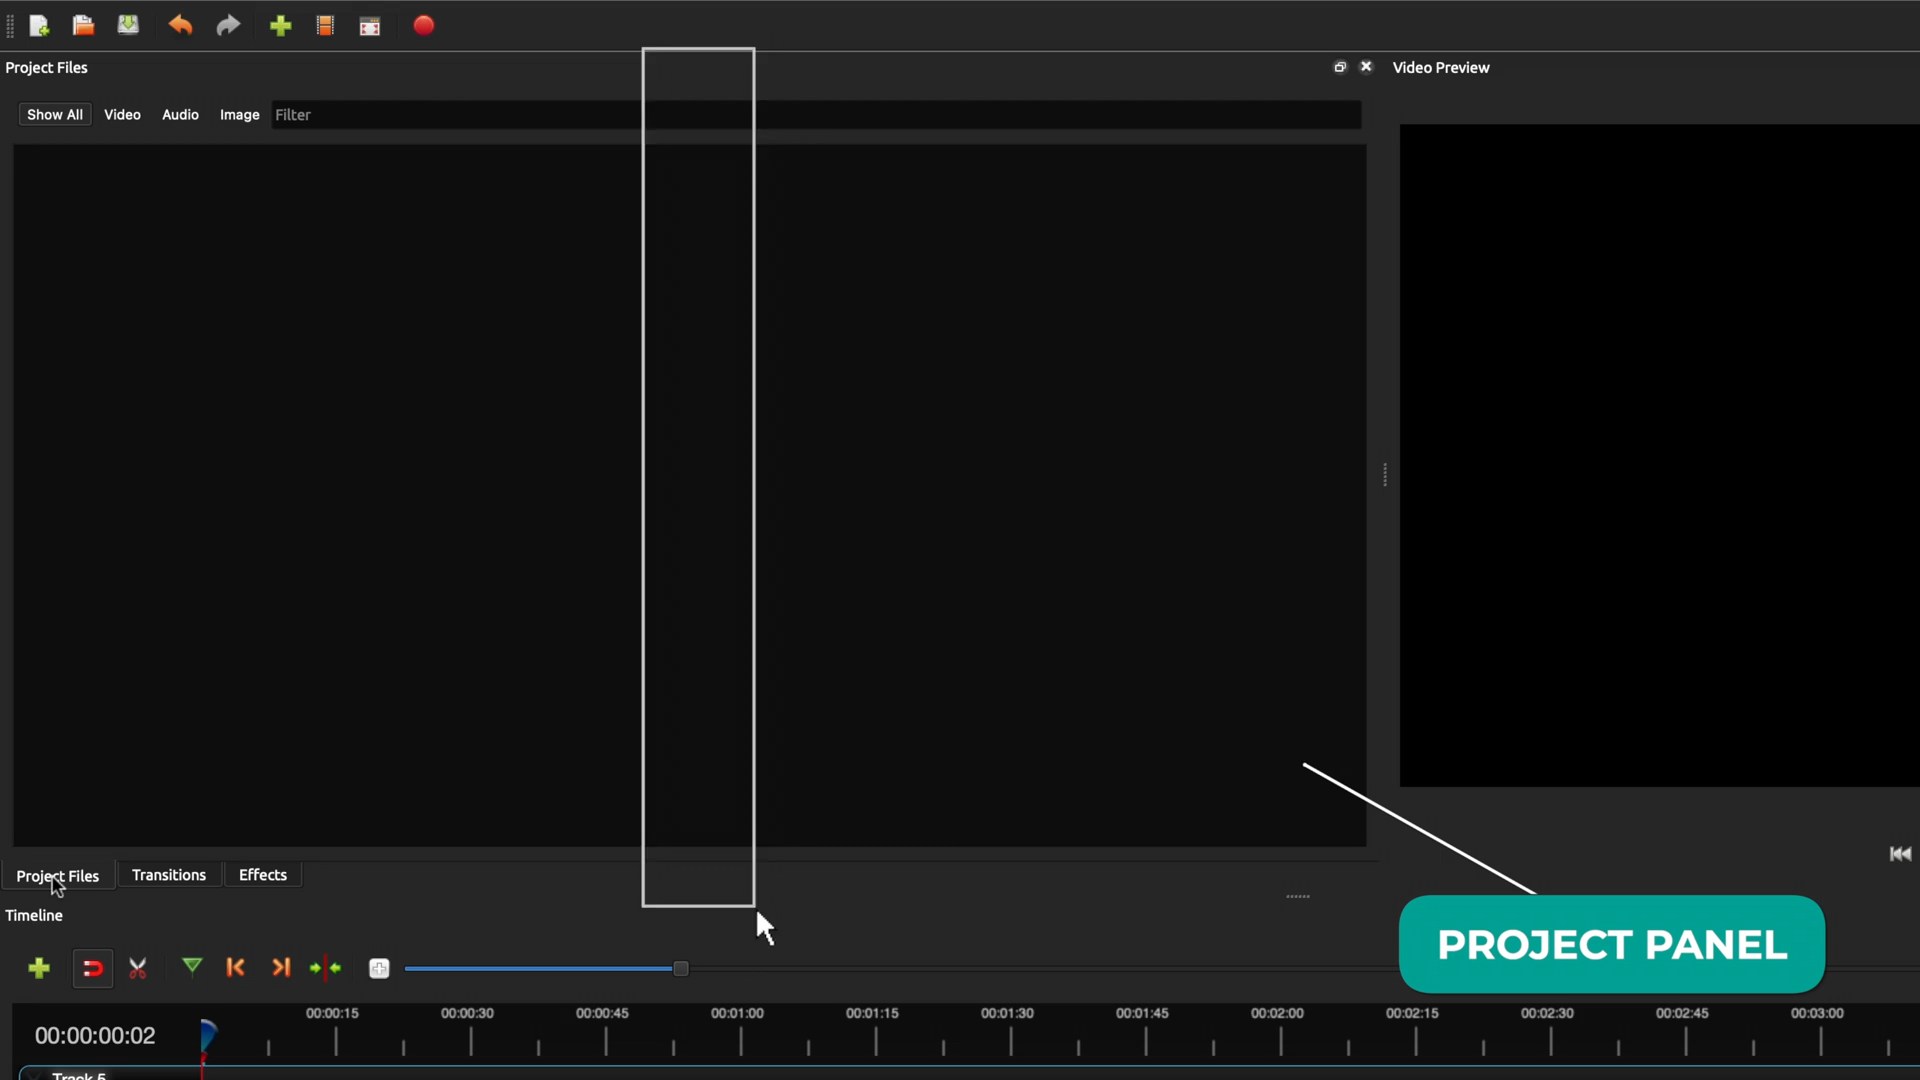 Project Files
Video Preview
Show All Video Audio Image Filter
Project Files Transitions Effects
Timeline
PROJECT PANEL
00:00:15 00:00:30 00:00:45 00:01:00 00:01:15 00:01:30 00:01:45 00:02:00 00:02:15 00:02:30 00:02:45 00:03:00
00:00:00:02
Track 5